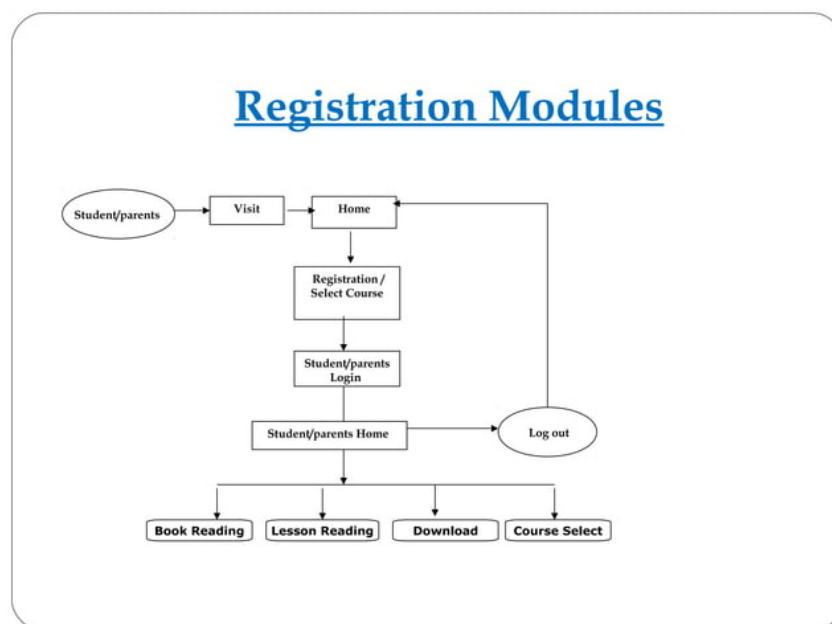 Registration Modules
Student/parents
Visit
Home
Registration /
Select Course
Student/parents
Login
Student/parents Home
Log out
Book Reading
Lesson Reading
Download
Course Select